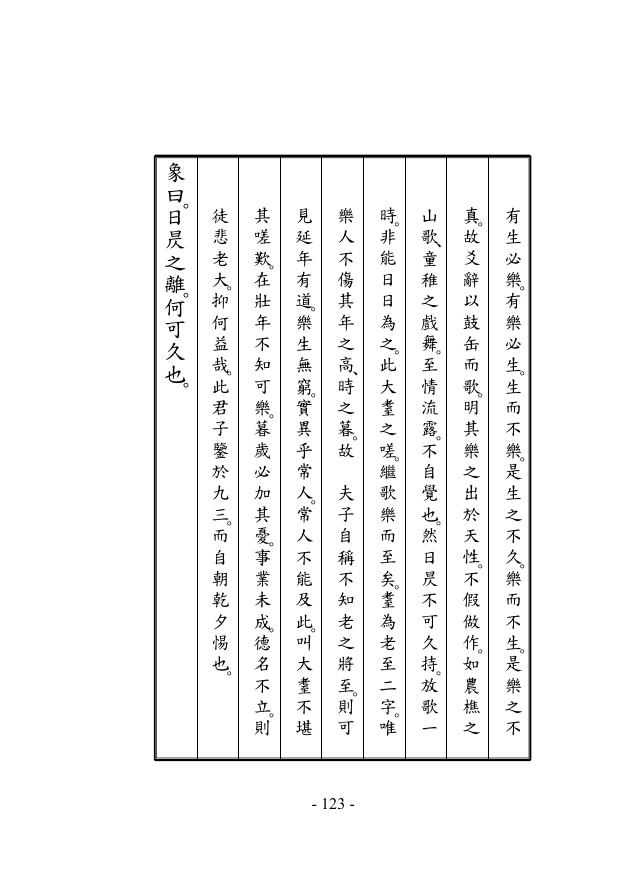 有生必樂。有樂必生。生而不樂。是生之不久。樂而不生。是樂之不
真。故爻辭以鼓缶而歌。明其樂之出於天性。不假做作。如農樵之
山歌、童稚之戲舞。至情流露。不自覺也。然日昃不可久持。放歌一
時。非能日日為之。此大耋之嗟。繼歌樂而至矣。耋為老至二字。唯
樂人不傷其年之高、時之暮。故　夫子自稱不知老之將至。則可
見延年有道。樂生無窮。實異乎常人。常人不能及此。叫大耋不堪
其嗟歎。在壯年不知可樂。暮歲必加其憂。事業未成。德名不立。則
徒悲老大。抑何益哉。此君子鑒於九三。而自朝乾夕惕也。
象曰。日昃之離。何可久也。
- 123 -